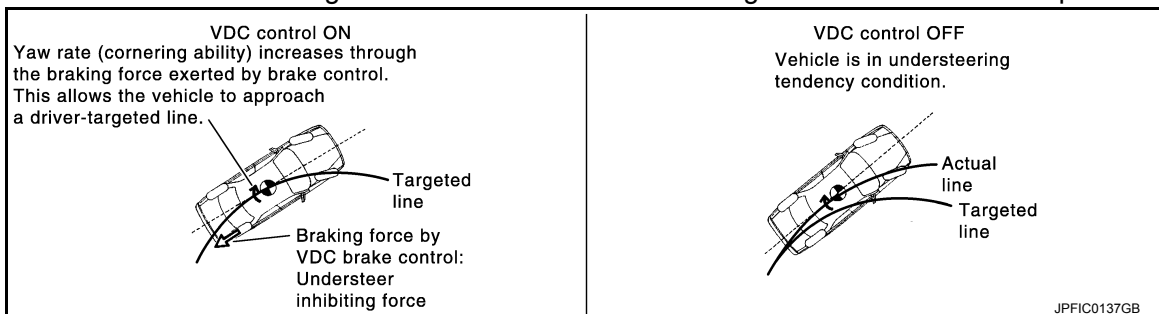 VDC control ON
Yaw rate (cornering ability) increases through
the braking force exerted by brake control.
This allows the vehicle to approach
a driver-targeted line.
Targeted
line
Braking force by
VDC brake control:
Understeer
inhibiting force
VDC control OFF
Vehicle is in understeering
tendency condition.
Actual
line
Targeted
line
JPFIC0137GB